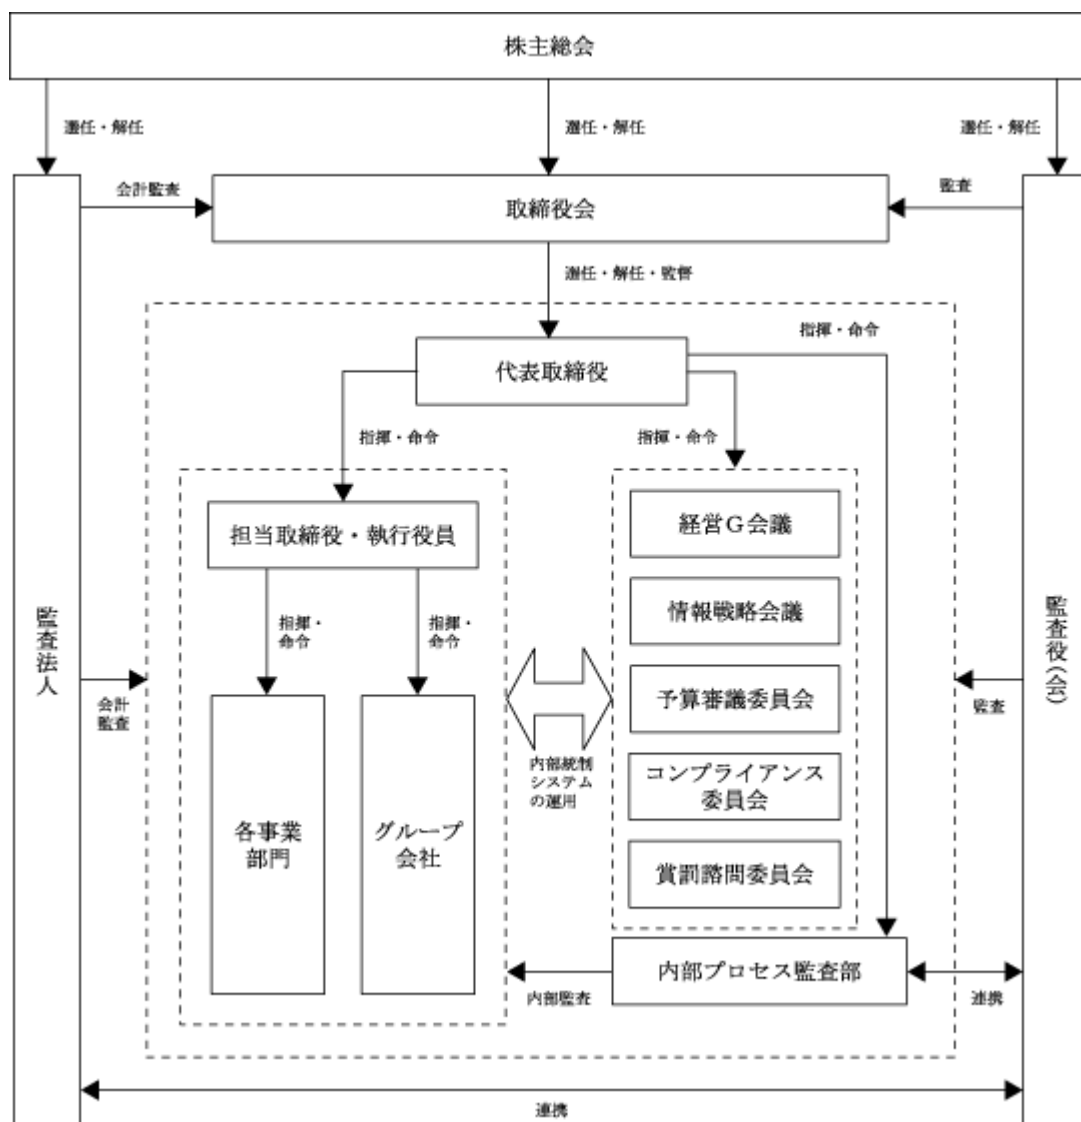 株主総会
選任・解任
選任・解任
選任・解任
会計監査
取締役会
監査
選任・解任・監督
指揮・命令
代表取締役
指揮・命令
指揮・命令
経営G会議
担当取締役・執行役員
情報戦略会議
指揮・
命令
指揮・
命令
監査法人
監査役(会)
予算審議委員会
会計
監査
監査
内部統制
システム
の運用
コンプライアンス
委員会
各事業
部門
グループ
会社
賞罰諮問委員会
内部プロセス監査部
内部監査
連携
連携